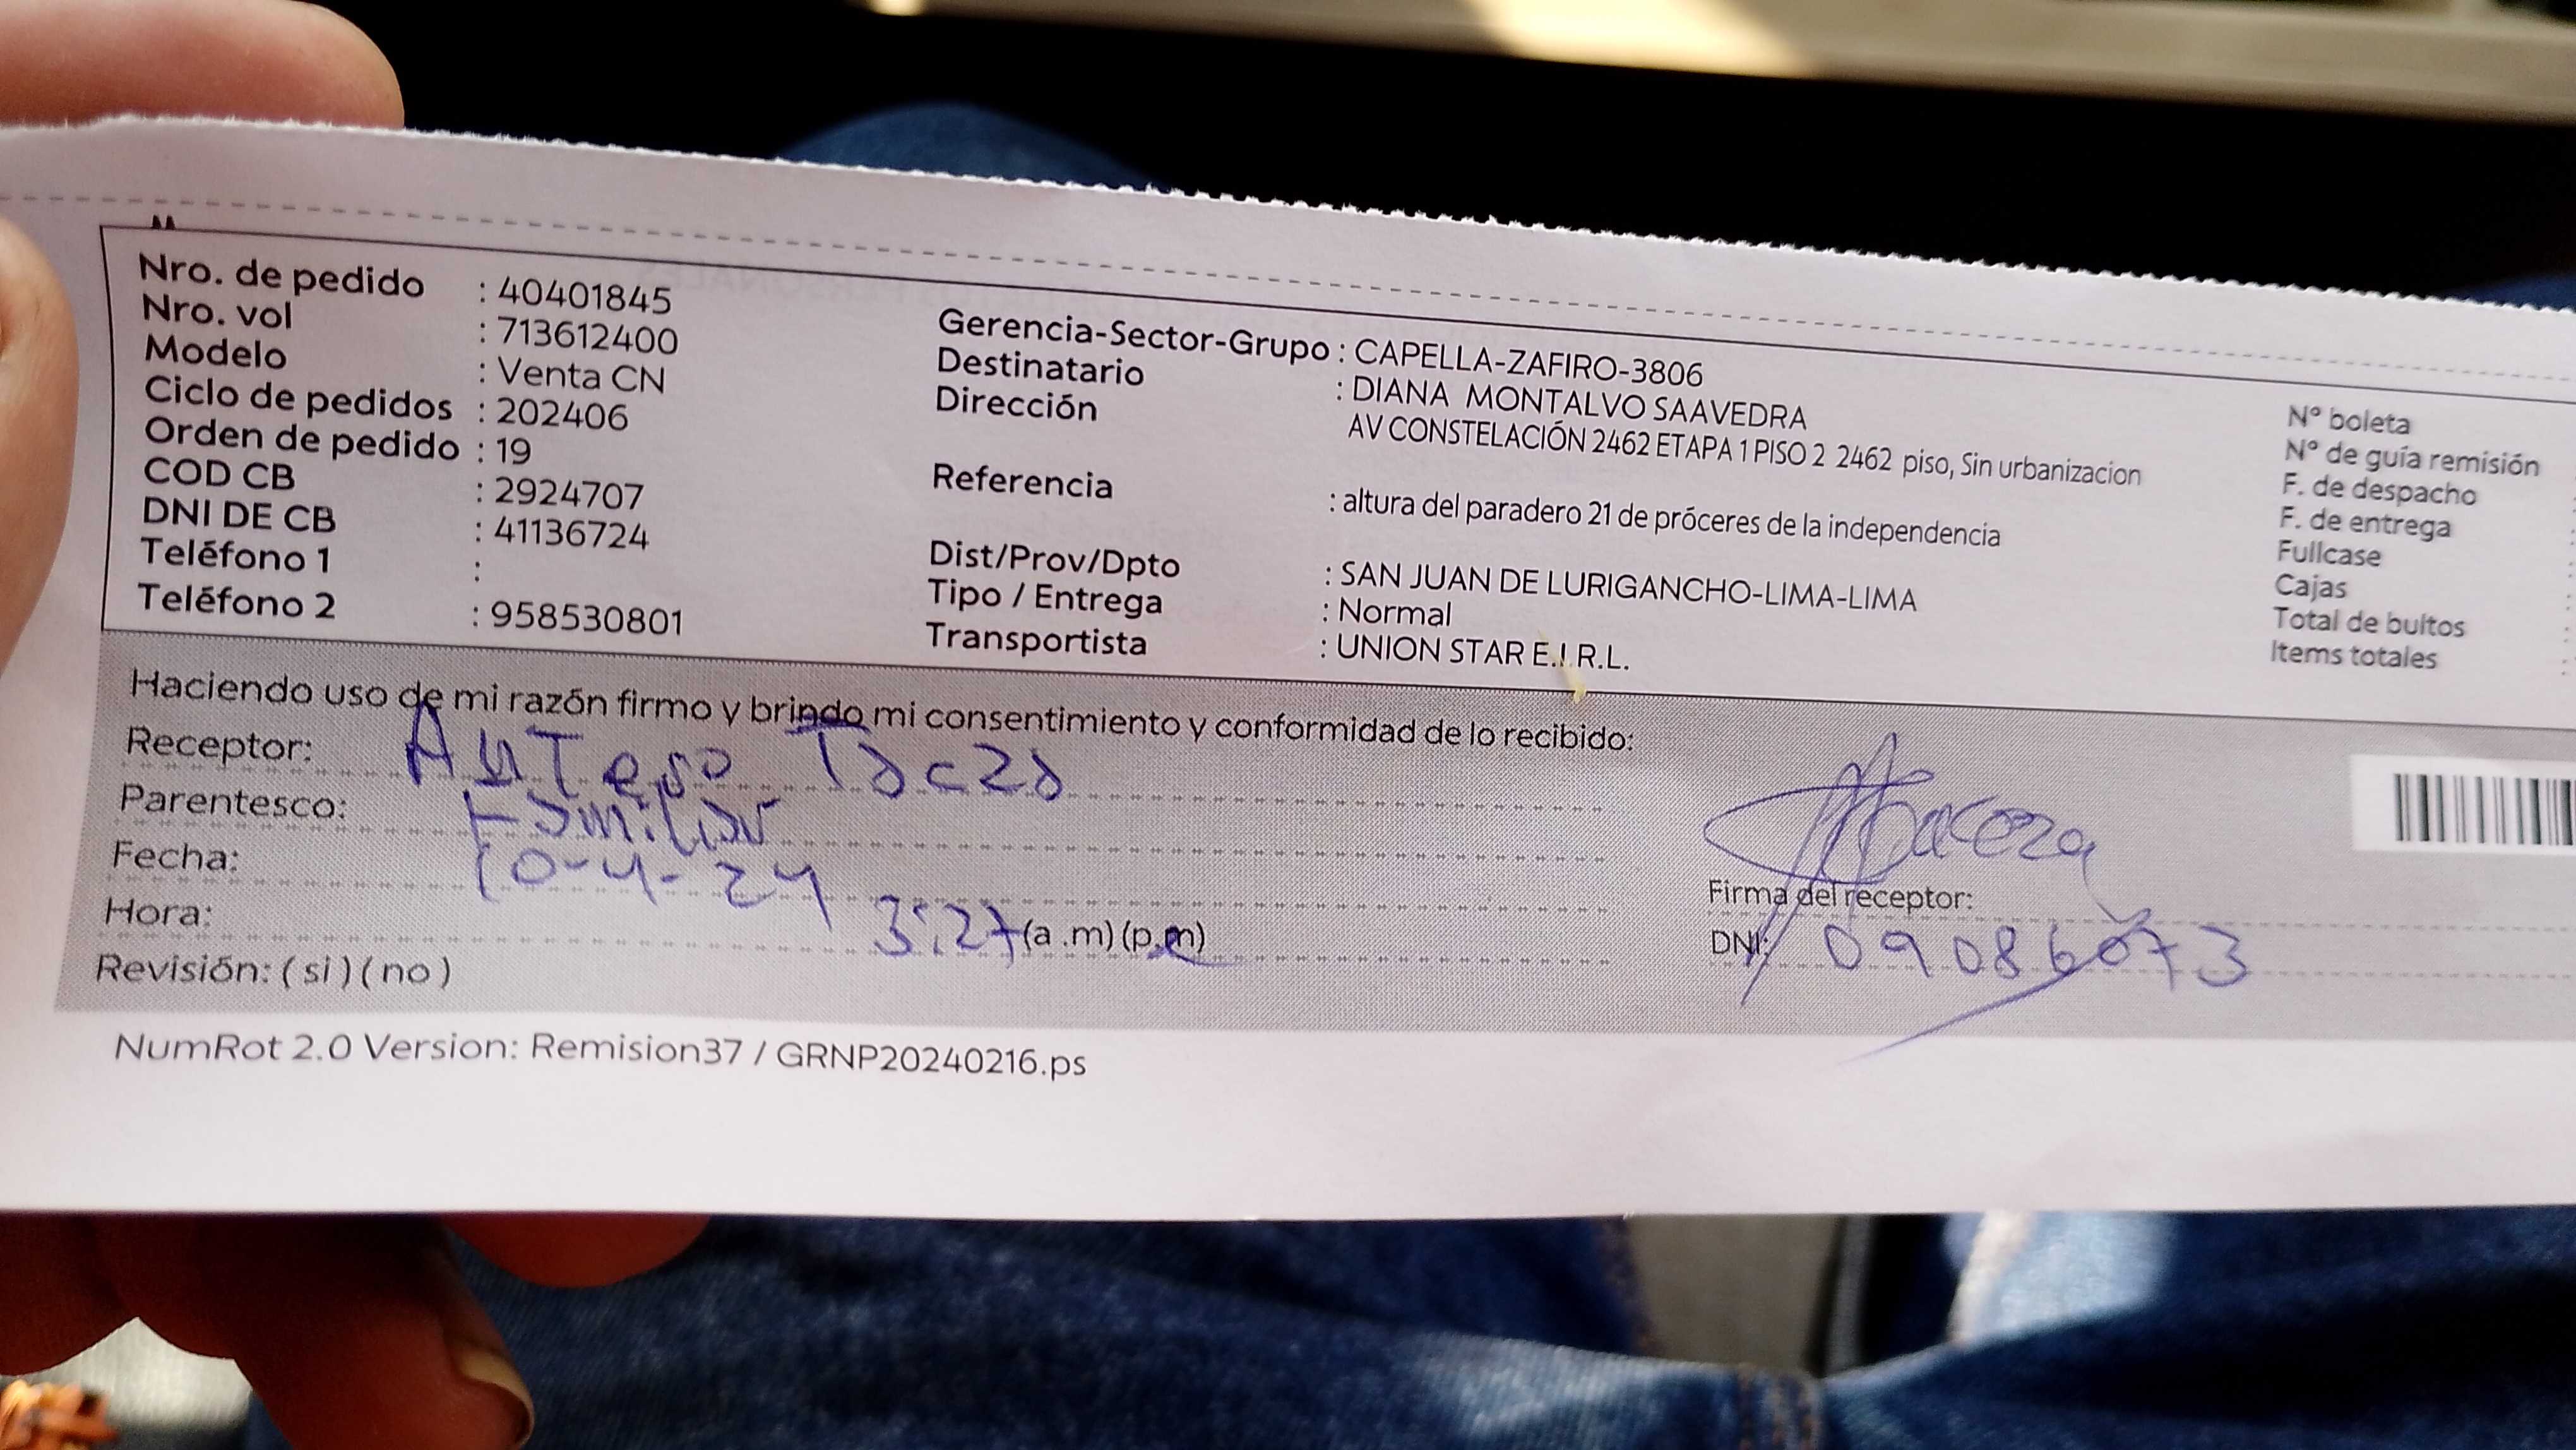 Nro. de pedido : 40401845
Nro. vol : 713612400
Modelo : Venta CN
Ciclo de pedidos : 202406
Orden de pedido : 19
COD CB : 2924707
DNI DE CB : 41136724
Teléfono 1 :
Teléfono 2 : 958530801
Gerencia-Sector-Grupo : CAPELLA-ZAFIRO-3806
Destinatario : DIANA MONTALVO SAAVEDRA
Dirección AV CONSTELACIÓN 2462 ETAPA 1 PISO 2 2462 piso, Sin urbanizacion
Referencia : altura del paradero 21 de próceres de la independencia
Dist/Prov/Dpto : SAN JUAN DE LURIGANCHO-LIMA-LIMA
Tipo / Entrega : Normal
Transportista : UNION STAR E.I.R.L.
N° boleta
N° de guía remisión
F. de despacho
F. de entrega
Fullcase
Cajas
Total de bultos
Items totales
Haciendo uso de mi razón firmo y brindo mi consentimiento y conformidad de lo recibido:
Receptor:
Parentesco: Familiar
Fecha: 10-4-24
Hora: 3:27 (a .m) (p.m)
Revisión: ( si ) ( no )
Firma del receptor:
DNI: 09086073
NumRot 2.0 Version: Remision37 / GRNP20240216.ps